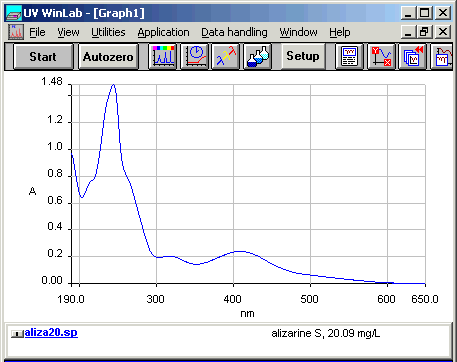 UV WinLab - [Graph1]
File View Utilities Application Data handling Window Help
Start Autozero Setup
1.48
1.2
1.0
0.8
A
0.6
0.4
0.2
0.00
190.0 300 400 500 600 650.0
nm
aliza20.sp alizarine S, 20.09 mg/L